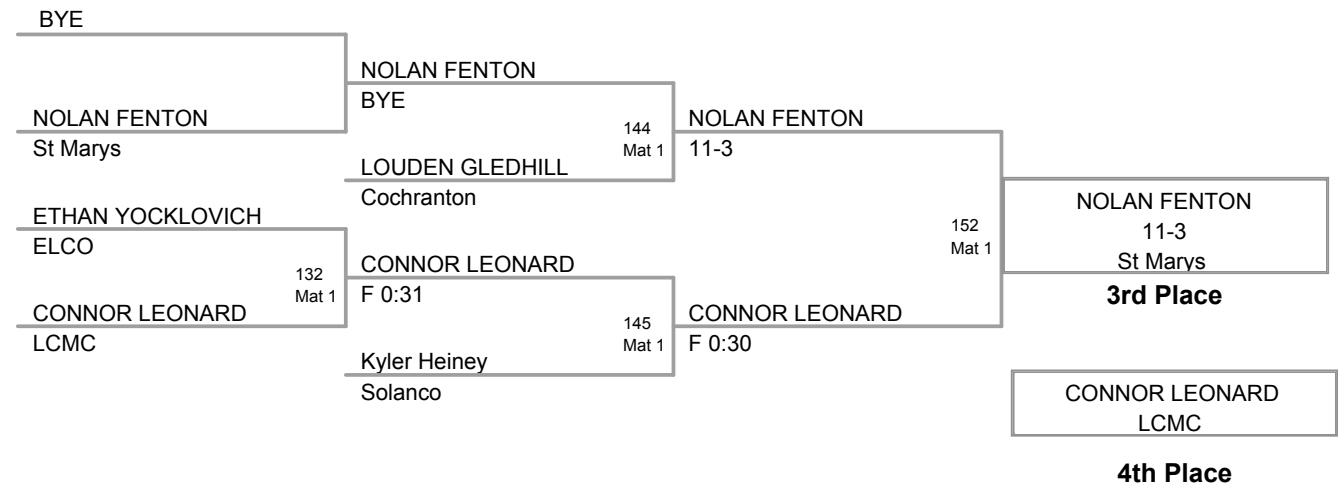 BYE
NOLAN FENTON
St Marys
ETHAN YOCKLOVICH
ELCO
132
Mat 1
CONNOR LEONARD
LCMC
NOLAN FENTON
BYE
144
Mat 1
LOUDEN GLEDHILL
Cochranton
CONNOR LEONARD
F 0:31
145
Mat 1
Kyler Heiney
Solanco
NOLAN FENTON
11-3
152
Mat 1
CONNOR LEONARD
F 0:30
NOLAN FENTON
11-3
St Marys
3rd Place
CONNOR LEONARD
LCMC
4th Place